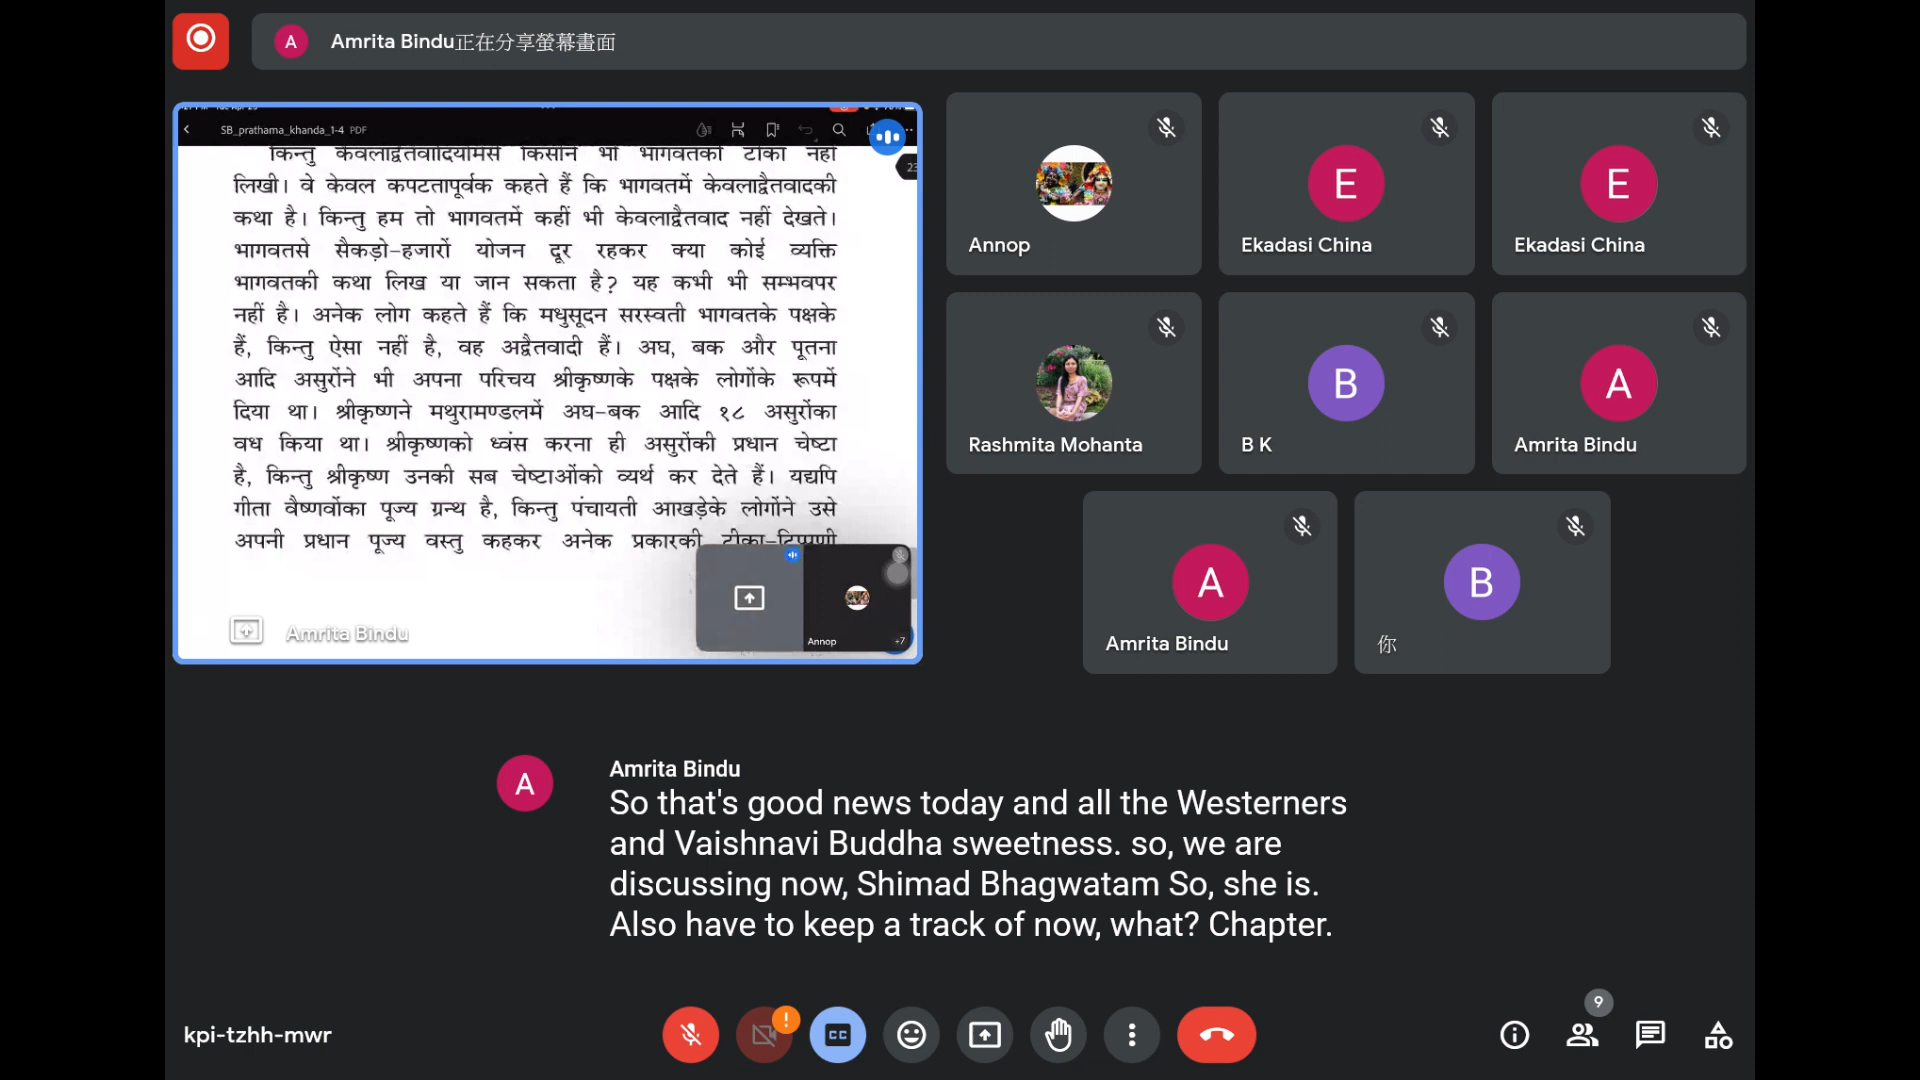 A
Amrita Bindu正在分享螢幕畫面
SB_prathama_khanda_1-4 PDF
23
किन्तु केवलाद्वैतवादियोंमेंसे किसीने भी भागवतकी टीका नहीं
लिखी। वे केवल कपटतापूर्वक कहते हैं कि भागवतमें केवलाद्वैतवादकी
कथा है। किन्तु हम तो भागवतमें कहीं भी केवलाद्वैतवाद नहीं देखते।
भागवतसे सैकड़ो-हजारों योजन दूर रहकर क्या कोई व्यक्ति
भागवतकी कथा लिख या जान सकता है? यह कभी भी सम्भवपर
नहीं है। अनेक लोग कहते हैं कि मधुसूदन सरस्वती भागवतके पक्षके
हैं, किन्तु ऐसा नहीं है, वह अद्वैतवादी हैं। अघ, बक और पूतना
आदि असुरोंने भी अपना परिचय श्रीकृष्णके पक्षके लोगोंके रूपमें
दिया था। श्रीकृष्णने मथुरामण्डलमें अघ-बक आदि १८ असुरोंका
वध किया था। श्रीकृष्णको ध्वंस करना ही असुरोंकी प्रधान चेष्टा
है, किन्तु श्रीकृष्ण उनकी सब चेष्टाओंको व्यर्थ कर देते हैं। यद्यपि
गीता वैष्णवोंका पूज्य ग्रन्थ है, किन्तु पंचायती आखड़ेके लोगोंने उसे
अपनी प्रधान पूज्य वस्तु कहकर अनेक प्रकारकी टीका-टिप्पणी
Annop
+7
Amrita Bindu
Annop
E
Ekadasi China
E
Ekadasi China
Rashmita Mohanta
B
B K
A
Amrita Bindu
A
Amrita Bindu
B
你
A
Amrita Bindu
So that's good news today and all the Westerners
and Vaishnavi Buddha sweetness. so, we are
discussing now, Shimad Bhagwatam So, she is.
Also have to keep a track of now, what? Chapter.
kpi-tzhh-mwr
!
CC
9